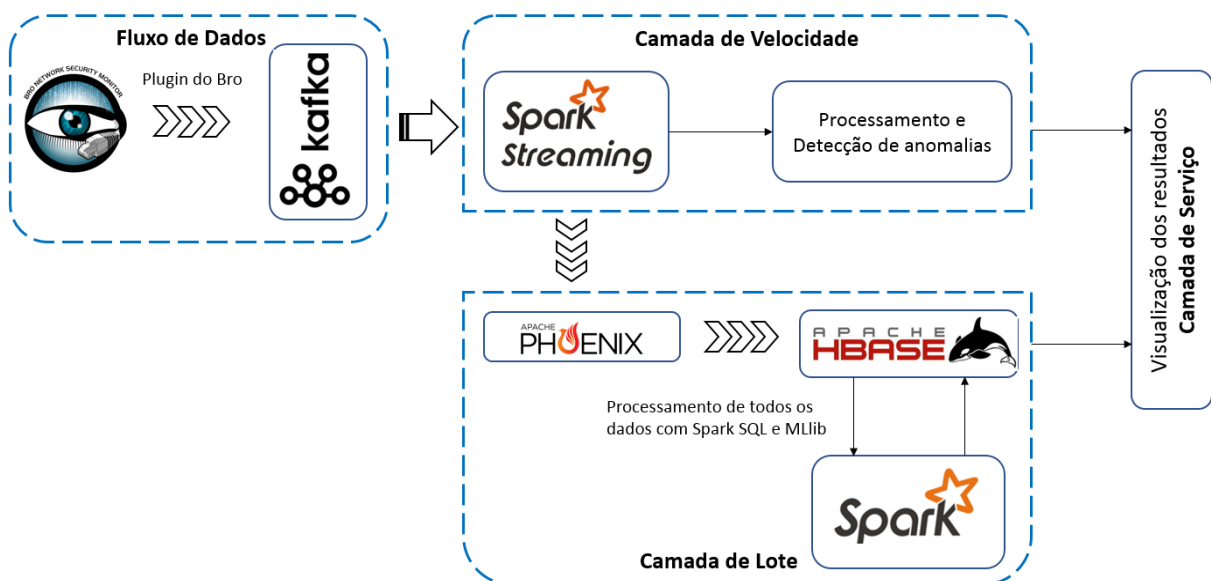 Fluxo de Dados
BRO NETWORK SECURITY MONITOR
Plugin do Bro
kafka
Camada de Velocidade
Spark
Streaming
Processamento e
Detecção de anomalias
APACHE
PHOENIX
APACHE
HBASE
Processamento de todos os
dados com Spark SQL e MLlib
Spark
Camada de Lote
Visualização dos resultados
Camada de Serviço